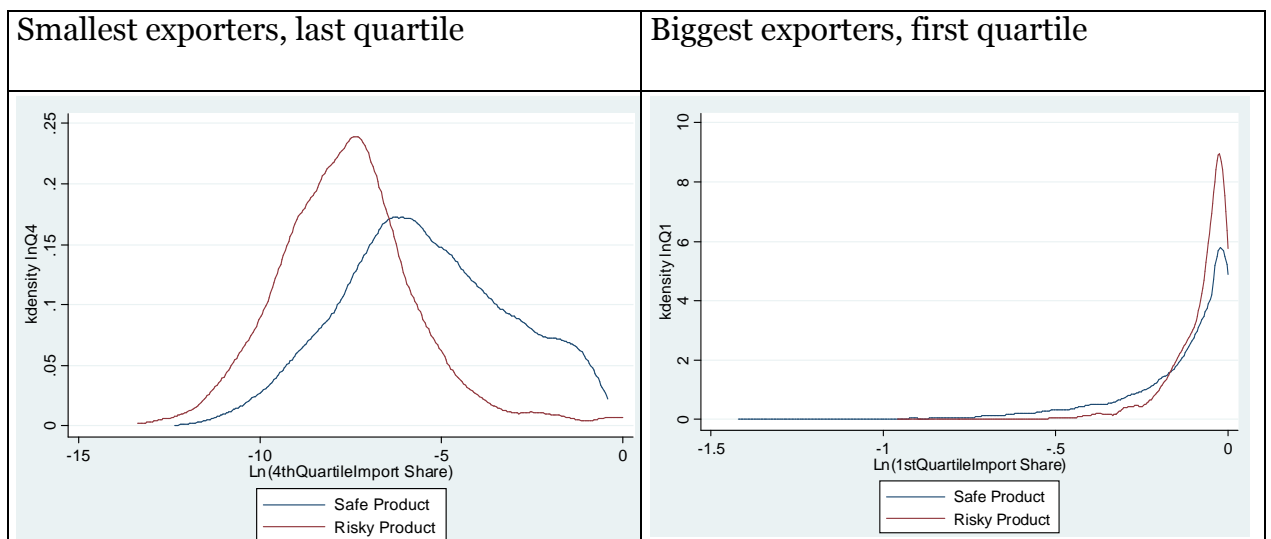 Smallest exporters, last quartile
Biggest exporters, first quartile
kdensity lnQ4
0
.05
.1
.15
.2
.25
-15
-10
-5
0
Ln(4thQuartileImport Share)
Safe Product
Risky Product
kdensity lnQ1
0
2
4
6
8
10
-1.5
-1
-.5
0
Ln(1stQuartileImport Share)
Safe Product
Risky Product